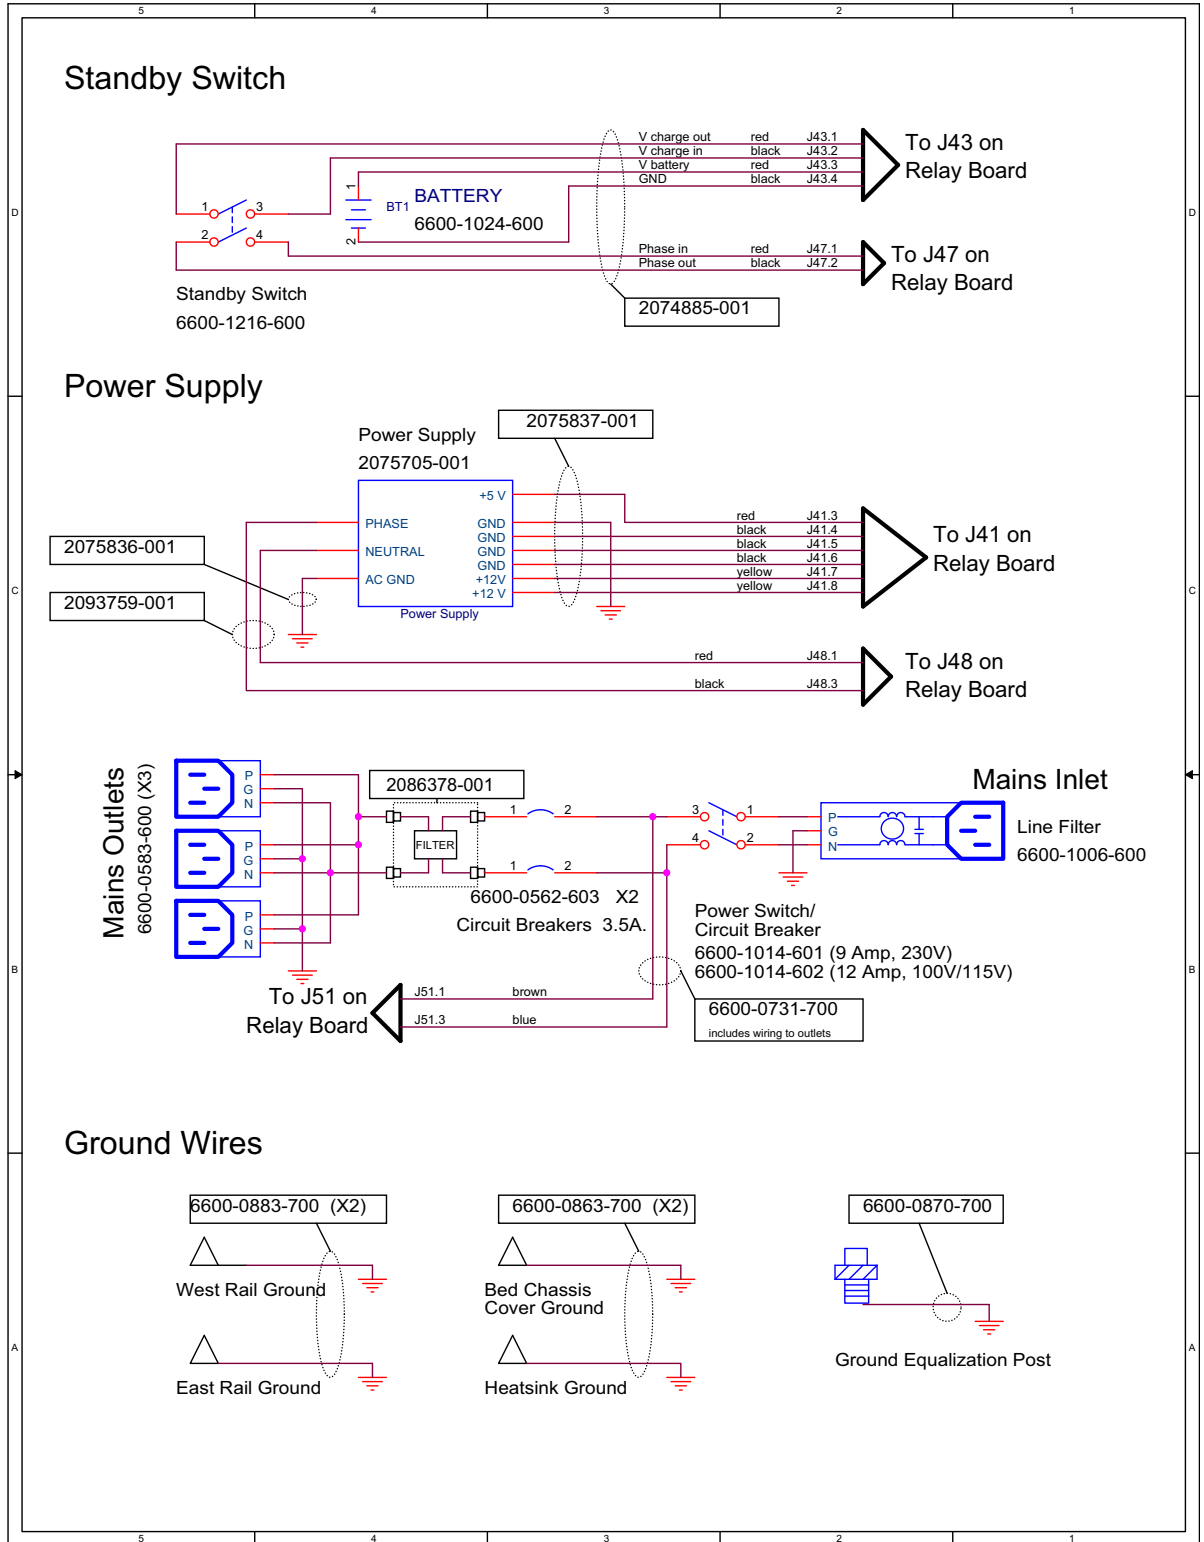 5 4 3 2 1
Standby Switch
V charge out red J43.1
V charge in black J43.2
V battery red J43.3
GND black J43.4
To J43 on
Relay Board
1 3
2 4
1
2
BT1
BATTERY
6600-1024-600
D D
Phase in red J47.1
Phase out black J47.2
To J47 on
Relay Board
Standby Switch
6600-1216-600
2074885-001
Power Supply
2075837-001
Power Supply
2075705-001
+5 V
PHASE GND
GND
NEUTRAL GND
GND
AC GND +12V
+12 V
Power Supply
2075836-001
2093759-001
red J41.3
black J41.4
black J41.5
black J41.6
yellow J41.7
yellow J41.8
To J41 on
Relay Board
C C
red J48.1
black J48.3
To J48 on
Relay Board
Mains Outlets
6600-0583-600 (X3)
P
G
N
P
G
N
P
G
N
2086378-001
FILTER
1 2
1 2
6600-0562-603 X2
Circuit Breakers 3.5A.
3 1
4 2
Mains Inlet
P
G
N
Line Filter
6600-1006-600
Power Switch/
Circuit Breaker
6600-1014-601 (9 Amp, 230V)
6600-1014-602 (12 Amp, 100V/115V)
B B
To J51 on
Relay Board
J51.1 brown
J51.3 blue
6600-0731-700
includes wiring to outlets
Ground Wires
6600-0883-700 (X2)
West Rail Ground
East Rail Ground
6600-0863-700 (X2)
Bed Chassis
Cover Ground
Heatsink Ground
6600-0870-700
Ground Equalization Post
A A
5 4 3 2 1